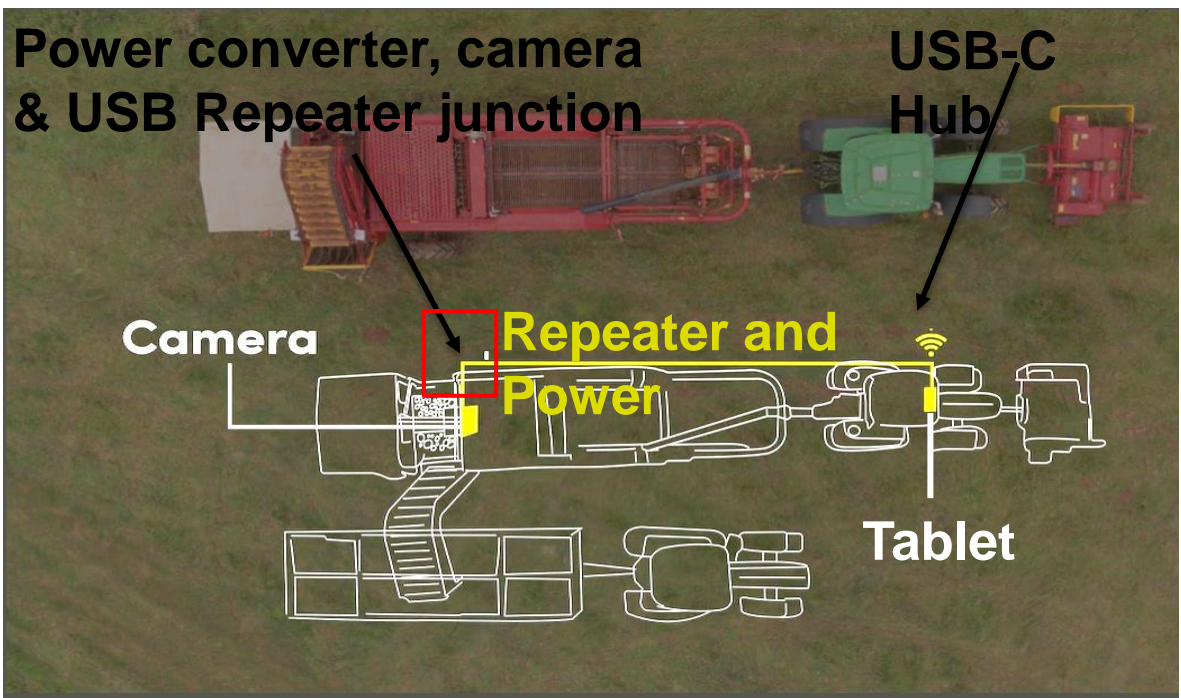 Power converter, camera
& USB Repeater junction
USB-C
Hub
Camera
Repeater and
Power
Tablet